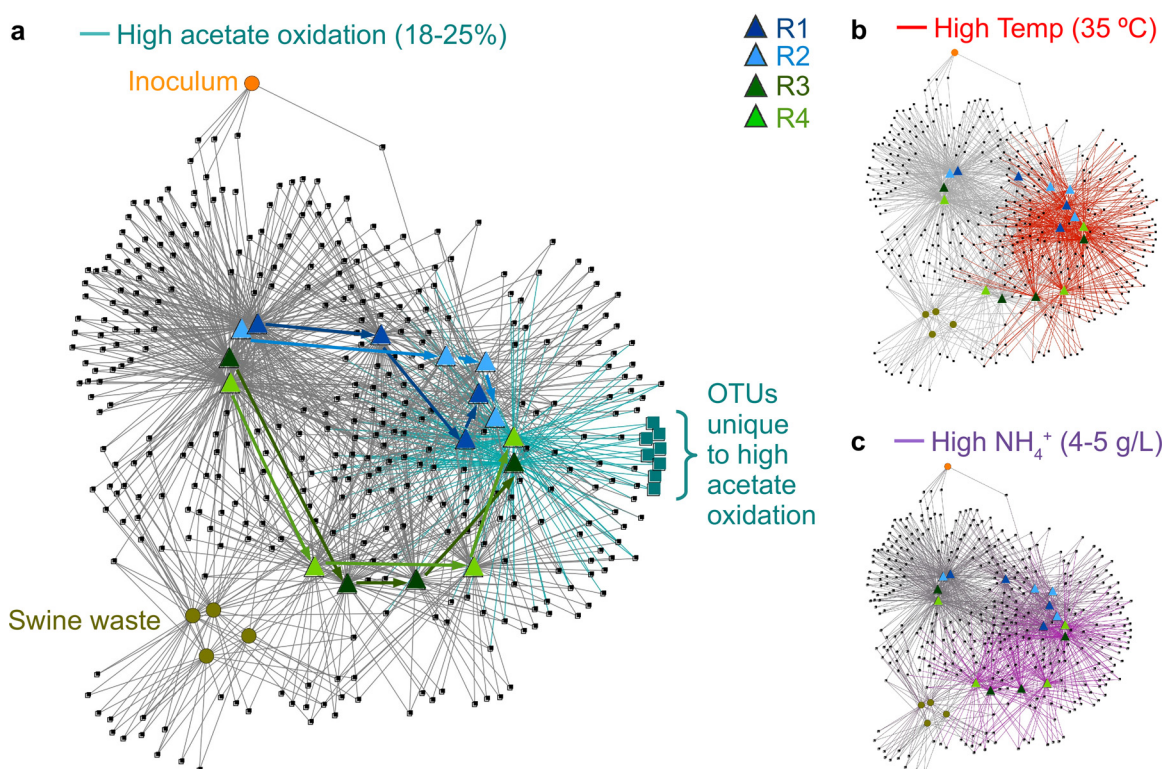 a
High acetate oxidation (18-25%)
Inoculum
R1
R2
R3
R4
OTUs
unique
to high
acetate
oxidation
Swine waste
b
High Temp (35 ºC)
c
High NH₄⁺ (4-5 g/L)